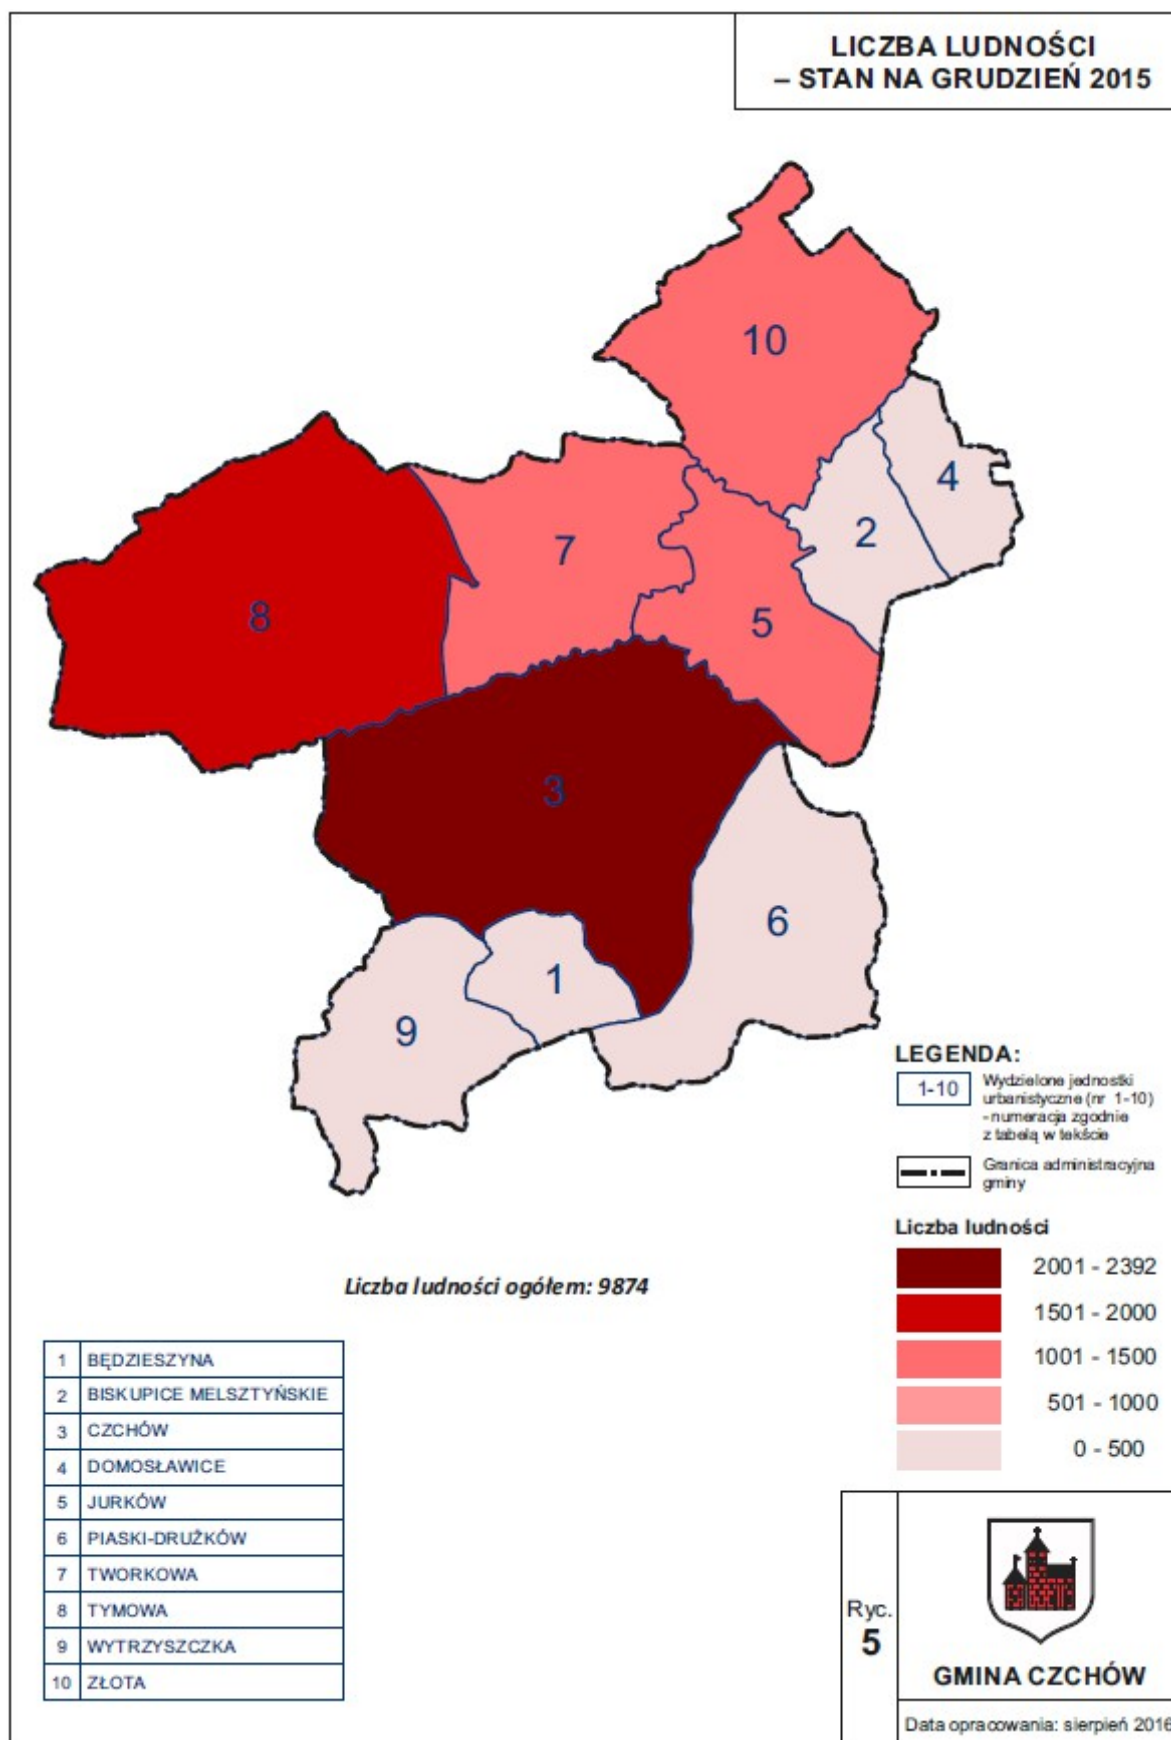 LICZBA LUDNOŚCI
– STAN NA GRUDZIEŃ 2015
10
4
2
7
5
8
3
6
1
9
LEGENDA:
1-10
Wydzielone jednostki
urbanistyczne (nr 1-10)
- numeracja zgodnie
z tabelą w tekście
Granica administracyjna
gminy
Liczba ludności
2001 - 2392
1501 - 2000
1001 - 1500
501 - 1000
0 - 500
Liczba ludności ogółem: 9874
1 BĘDZIESZYNA
2 BISKUPICE MELSZTYŃSKIE
3 CZCHÓW
4 DOMOSŁAWICE
5 JURKÓW
6 PIASKI-DRUŻKÓW
7 TWORKOWA
8 TYMOWA
9 WYTRZYSZCZKA
10 ZŁOTA
Ryc.
5
GMINA CZCHÓW
Data opracowania: sierpień 2016